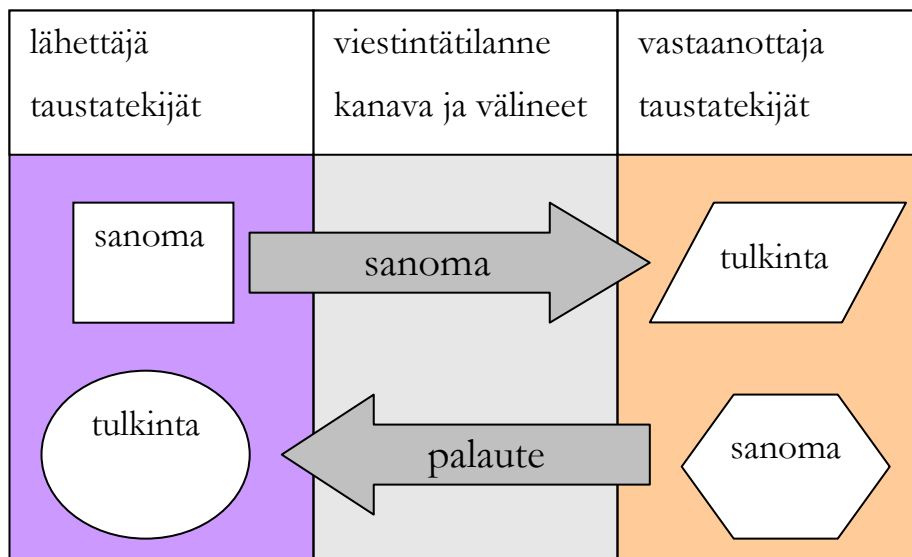 lähettäjä
taustatekijät
viestintätilanne
kanava ja välineet
vastaanottaja
taustatekijät
sanoma
sanoma
tulkinta
tulkinta
palaute
sanoma